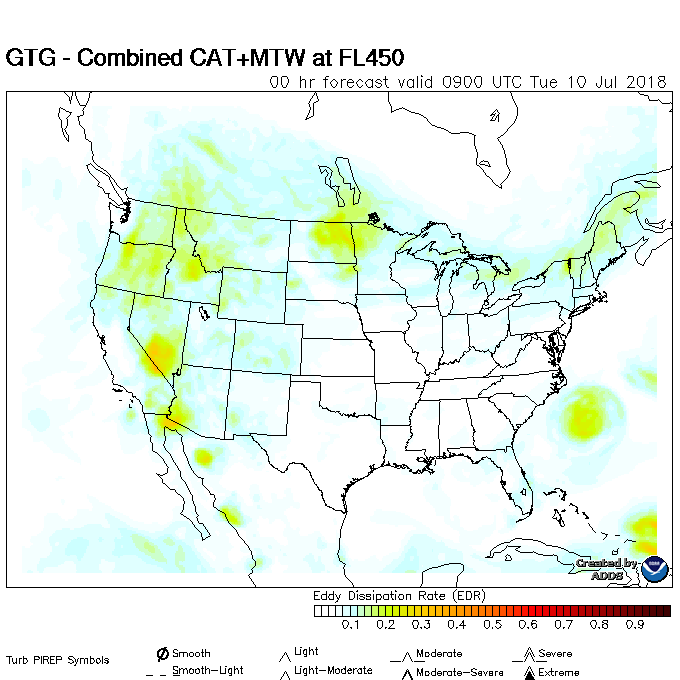 GTG - Combined CAT+MTW at FL450
00 hr forecast valid 0900 UTC Tue 10 Jul 2018
Created by
ADDS
Eddy Dissipation Rate (EDR)
0.1 0.2 0.3 0.4 0.5 0.6 0.7 0.8 0.9
Turb PIREP Symbols
Smooth Light Moderate Severe
Smooth-Light Light-Moderate Moderate-Severe Extreme